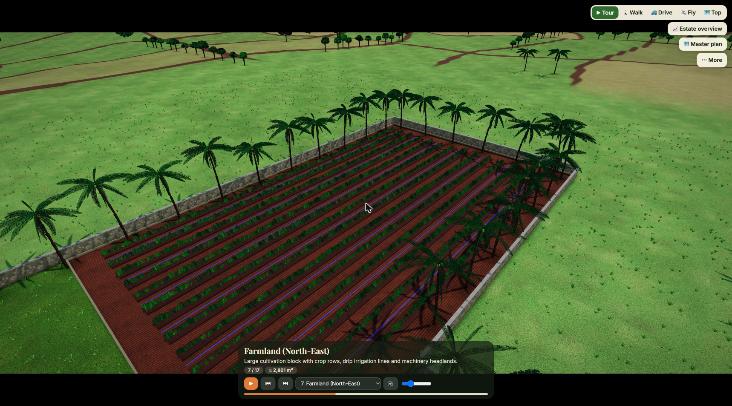 Tour Walk Drive Fly Top
Estate overview
Master plan
More
Farmland (North-East)
Large cultivation block with crop rows, drip irrigation lines and machinery headlands.
7 / 17
7. Farmland (North-East)